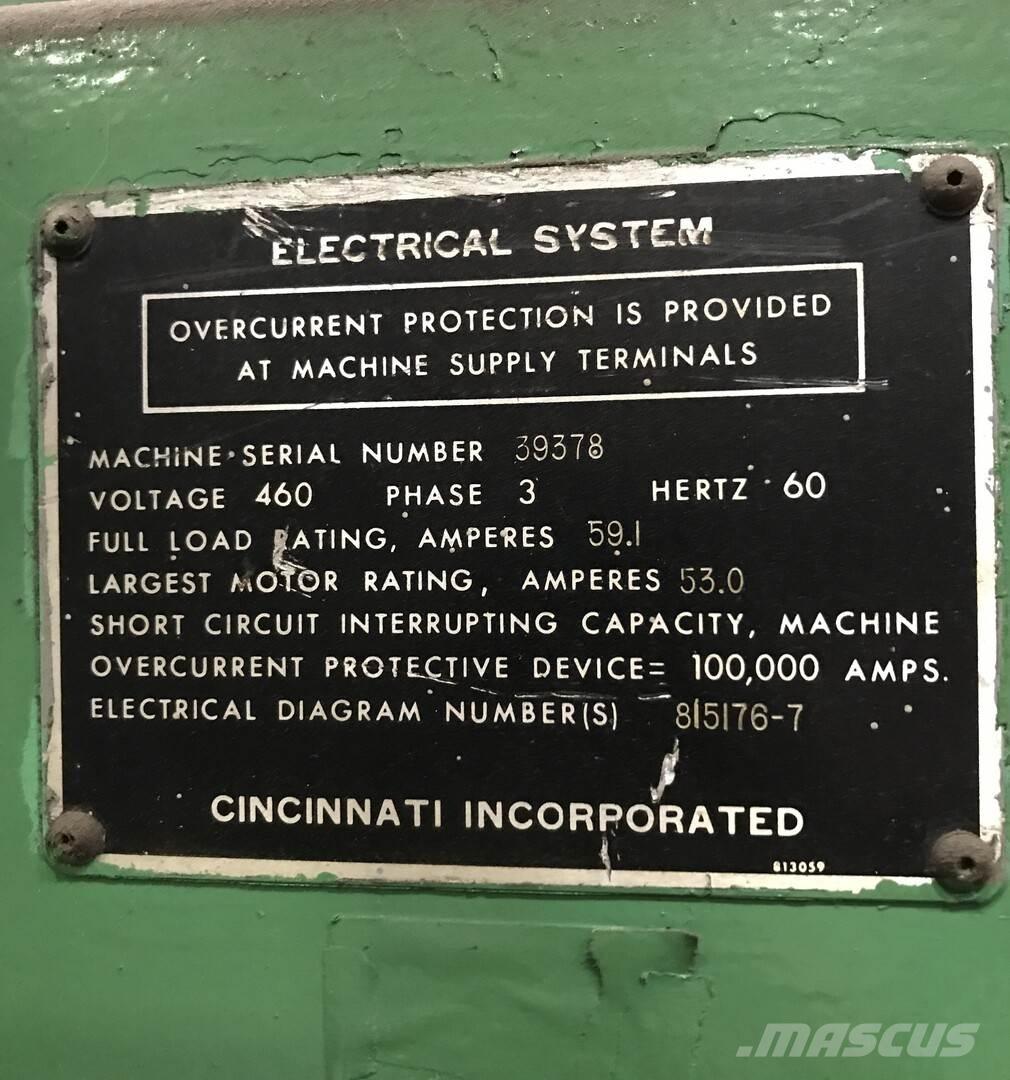 ELECTRICAL SYSTEM
OVERCURRENT PROTECTION IS PROVIDED
AT MACHINE SUPPLY TERMINALS
MACHINE SERIAL NUMBER 39378
VOLTAGE 460 PHASE 3 HERTZ 60
FULL LOAD RATING, AMPERES 59.1
LARGEST MOTOR RATING, AMPERES 53.0
SHORT CIRCUIT INTERRUPTING CAPACITY, MACHINE
OVERCURRENT PROTECTIVE DEVICE= 100,000 AMPS.
ELECTRICAL DIAGRAM NUMBER(S) 815176-7
CINCINNATI INCORPORATED
813059
.MASCUS